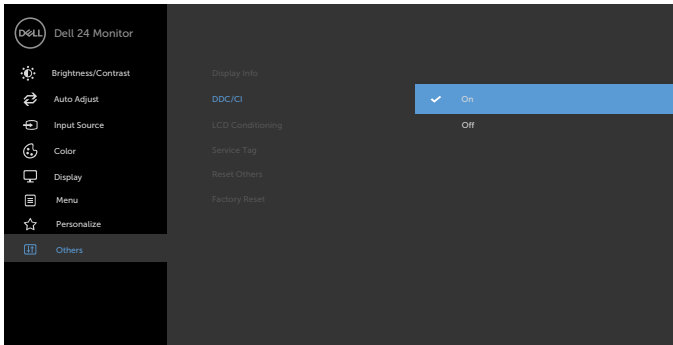 DELL Dell 24 Monitor
Brightness/Contrast
Auto Adjust
Input Source
Color
Display
Menu
Personalize
Others
Display Info
DDC/CI
LCD Conditioning
Service Tag
Reset Others
Factory Reset
On
Off